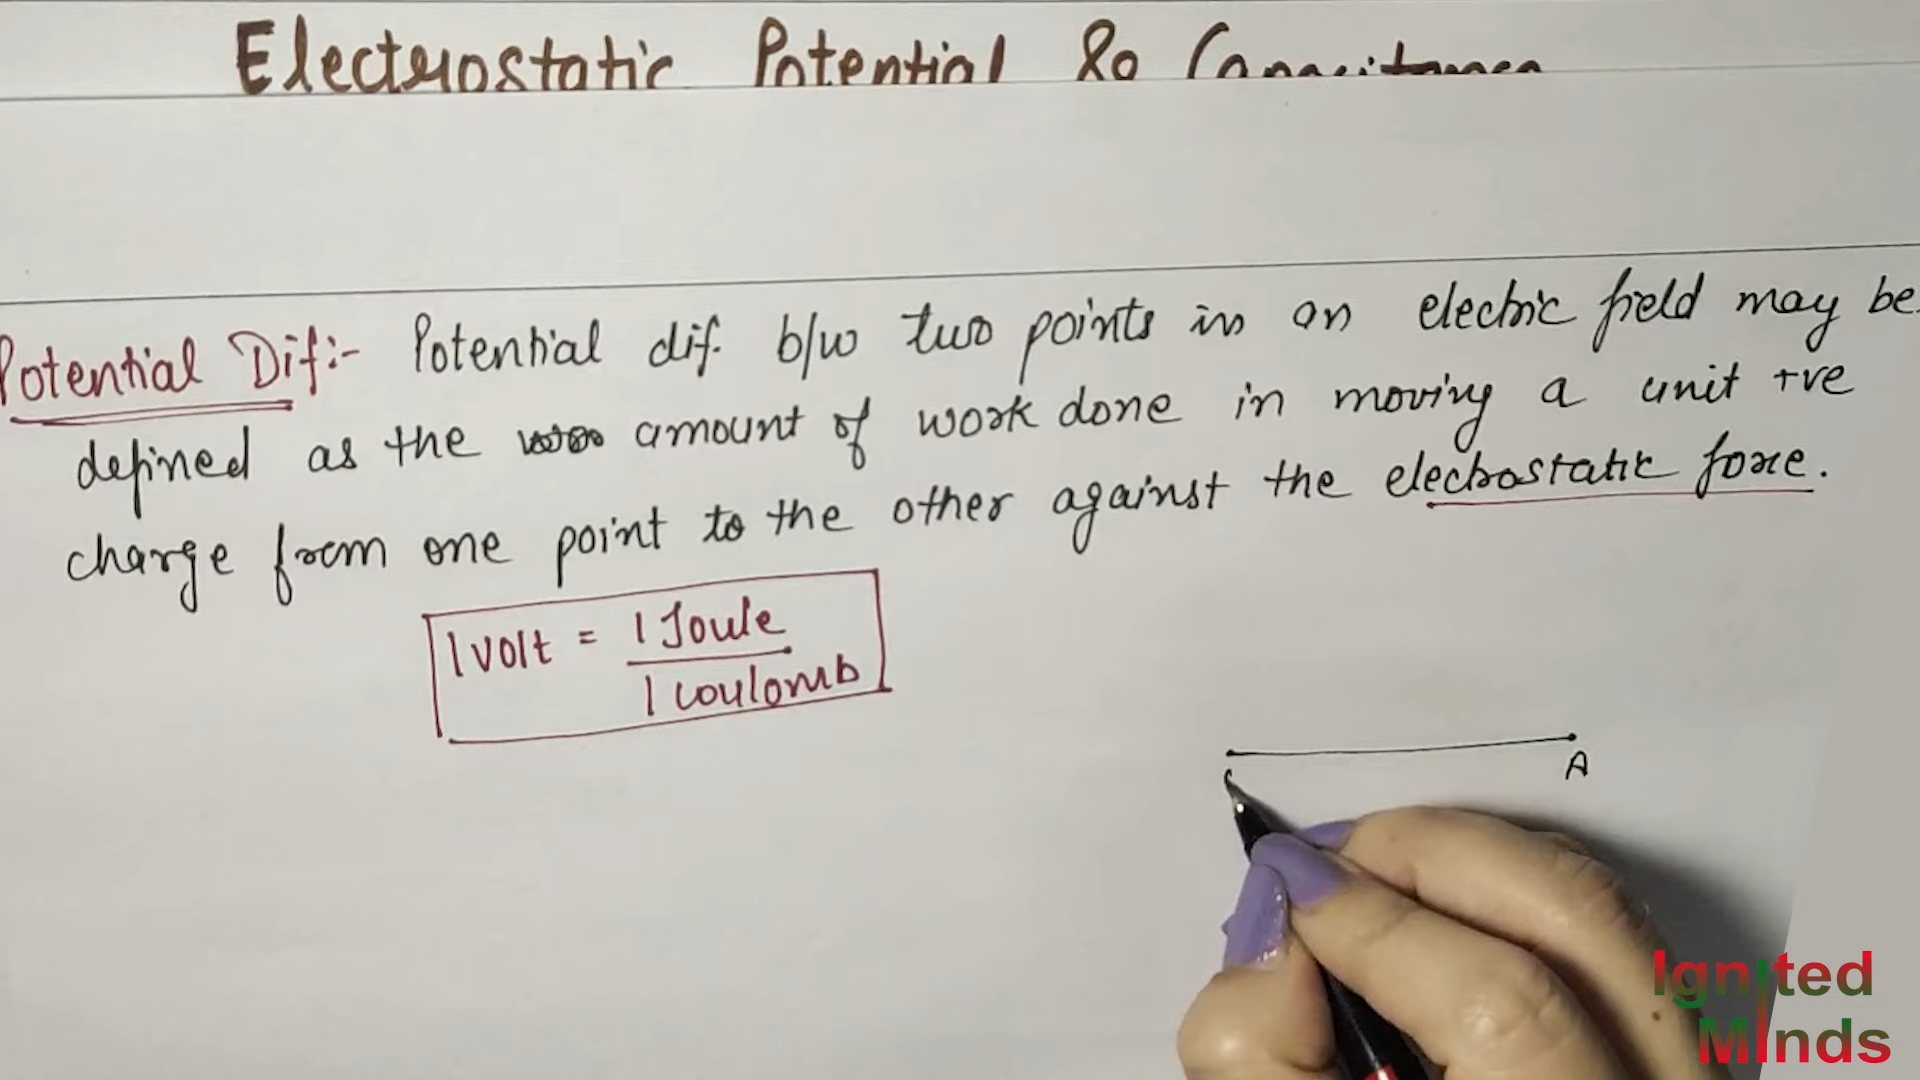 Electrostatic Potential & Capacitance
Potential Dif:- Potential dif. b/w two points in an electric field may be
defined as the amount of work done in moving a unit +ve
charge from one point to the other against the electrostatic force.
1 volt = 1 Joule
1 coulomb
A
Ignited
Minds